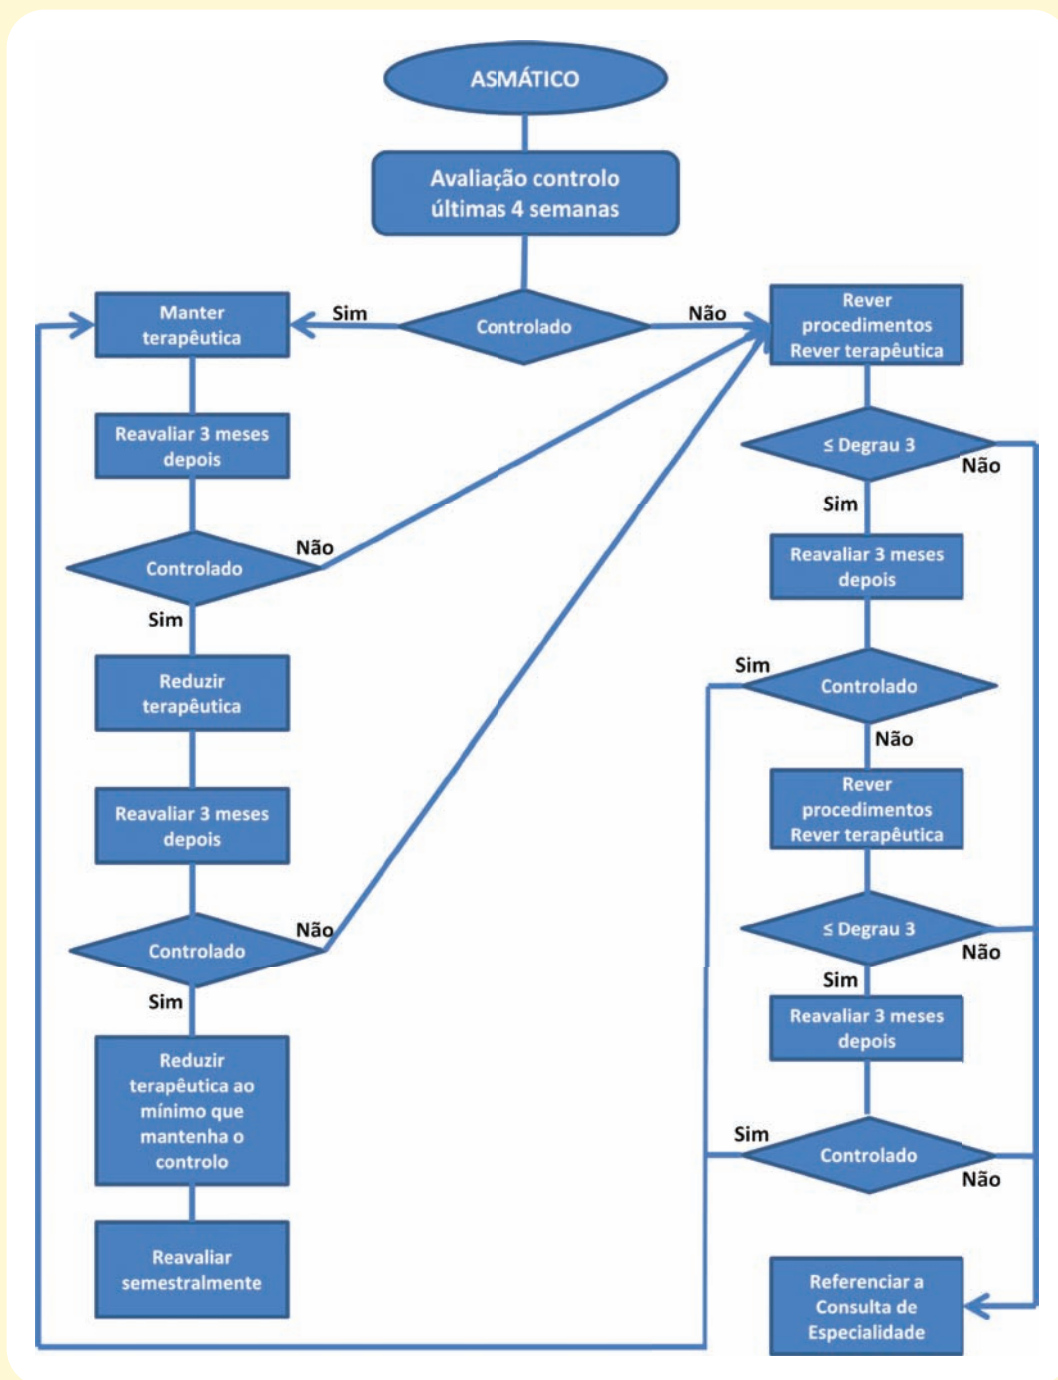 ASMÁTICO
Avaliação controlo
últimas 4 semanas
Controlado
Sim
Não
Manter
terapêutica
Reavaliar 3 meses
depois
Controlado
Não
Sim
Reduzir
terapêutica
Reavaliar 3 meses
depois
Controlado
Não
Sim
Reduzir
terapêutica ao
mínimo que
mantenha o
controlo
Reavaliar
semestralmente
Rever
procedimentos
Rever terapêutica
≤ Degrau 3
Não
Sim
Reavaliar 3 meses
depois
Sim
Controlado
Não
Rever
procedimentos
Rever terapêutica
≤ Degrau 3
Não
Sim
Reavaliar 3 meses
depois
Sim
Controlado
Não
Referenciar a
Consulta de
Especialidade